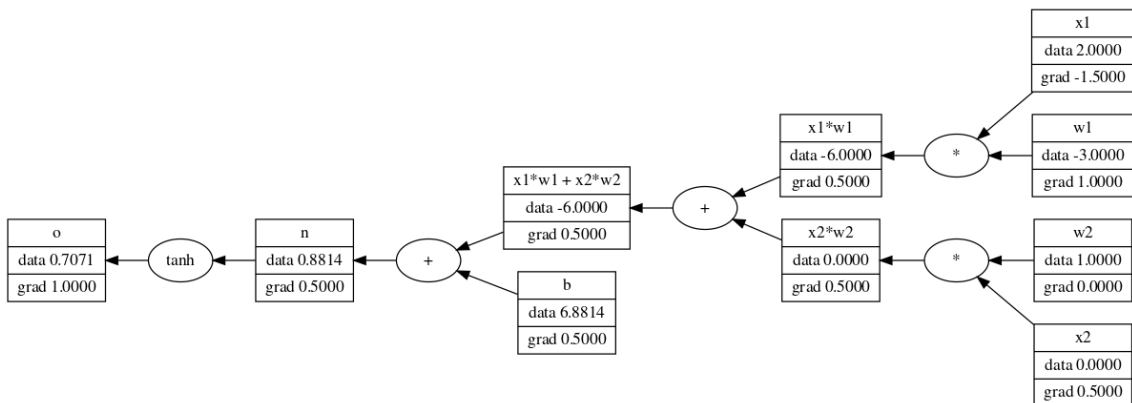 o
data 0.7071
grad 1.0000
tanh
n
data 0.8814
grad 0.5000
+
x1*w1 + x2*w2
data -6.0000
grad 0.5000
b
data 6.8814
grad 0.5000
+
x1*w1
data -6.0000
grad 0.5000
x2*w2
data 0.0000
grad 0.5000
*
*
x1
data 2.0000
grad -1.5000
w1
data -3.0000
grad 1.0000
w2
data 1.0000
grad 0.0000
x2
data 0.0000
grad 0.5000